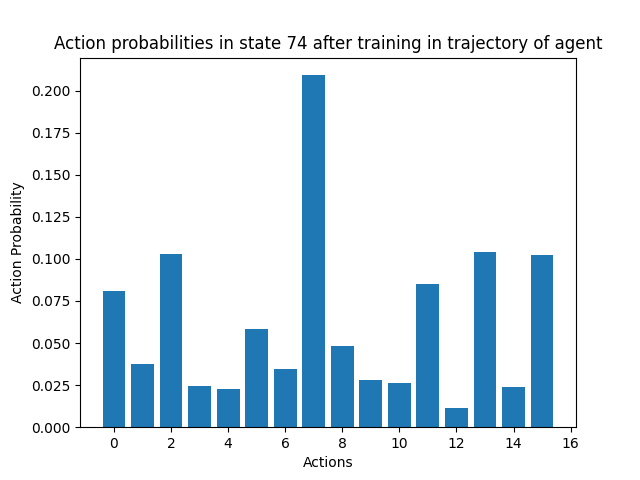 Action probabilities in state 74 after training in trajectory of agent
0.200
0.175
0.150
0.125
0.100
0.075
0.050
0.025
0.000
Action Probability
0 2 4 6 8 10 12 14 16
Actions